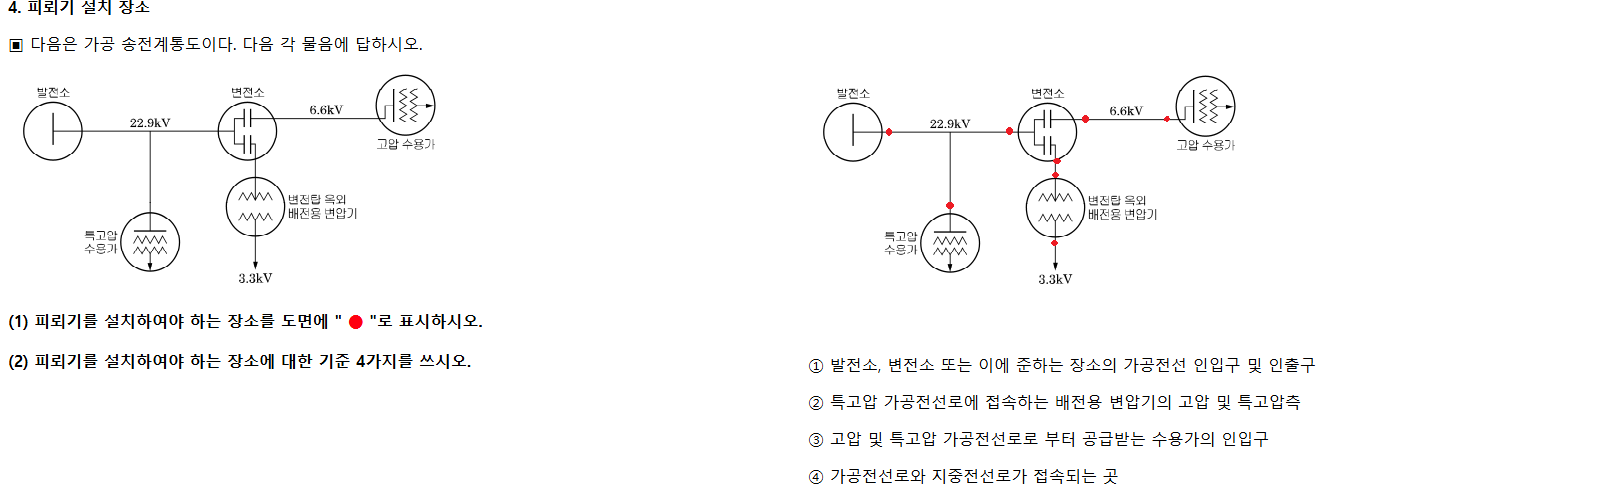 4. 피뢰기 설치 장소
▣ 다음은 가공 송전계통도이다. 다음 각 물음에 답하시오.
발전소
22.9kV
변전소
6.6kV
고압 수용가
변전탑 옥외
배전용 변압기
특고압
수용가
3.3kV
(1) 피뢰기를 설치하여야 하는 장소를 도면에 " ● "로 표시하시오.
(2) 피뢰기를 설치하여야 하는 장소에 대한 기준 4가지를 쓰시오.
발전소
22.9kV
변전소
6.6kV
고압 수용가
변전탑 옥외
배전용 변압기
특고압
수용가
3.3kV
① 발전소, 변전소 또는 이에 준하는 장소의 가공전선 인입구 및 인출구
② 특고압 가공전선로에 접속하는 배전용 변압기의 고압 및 특고압측
③ 고압 및 특고압 가공전선로로 부터 공급받는 수용가의 인입구
④ 가공전선로와 지중전선로가 접속되는 곳